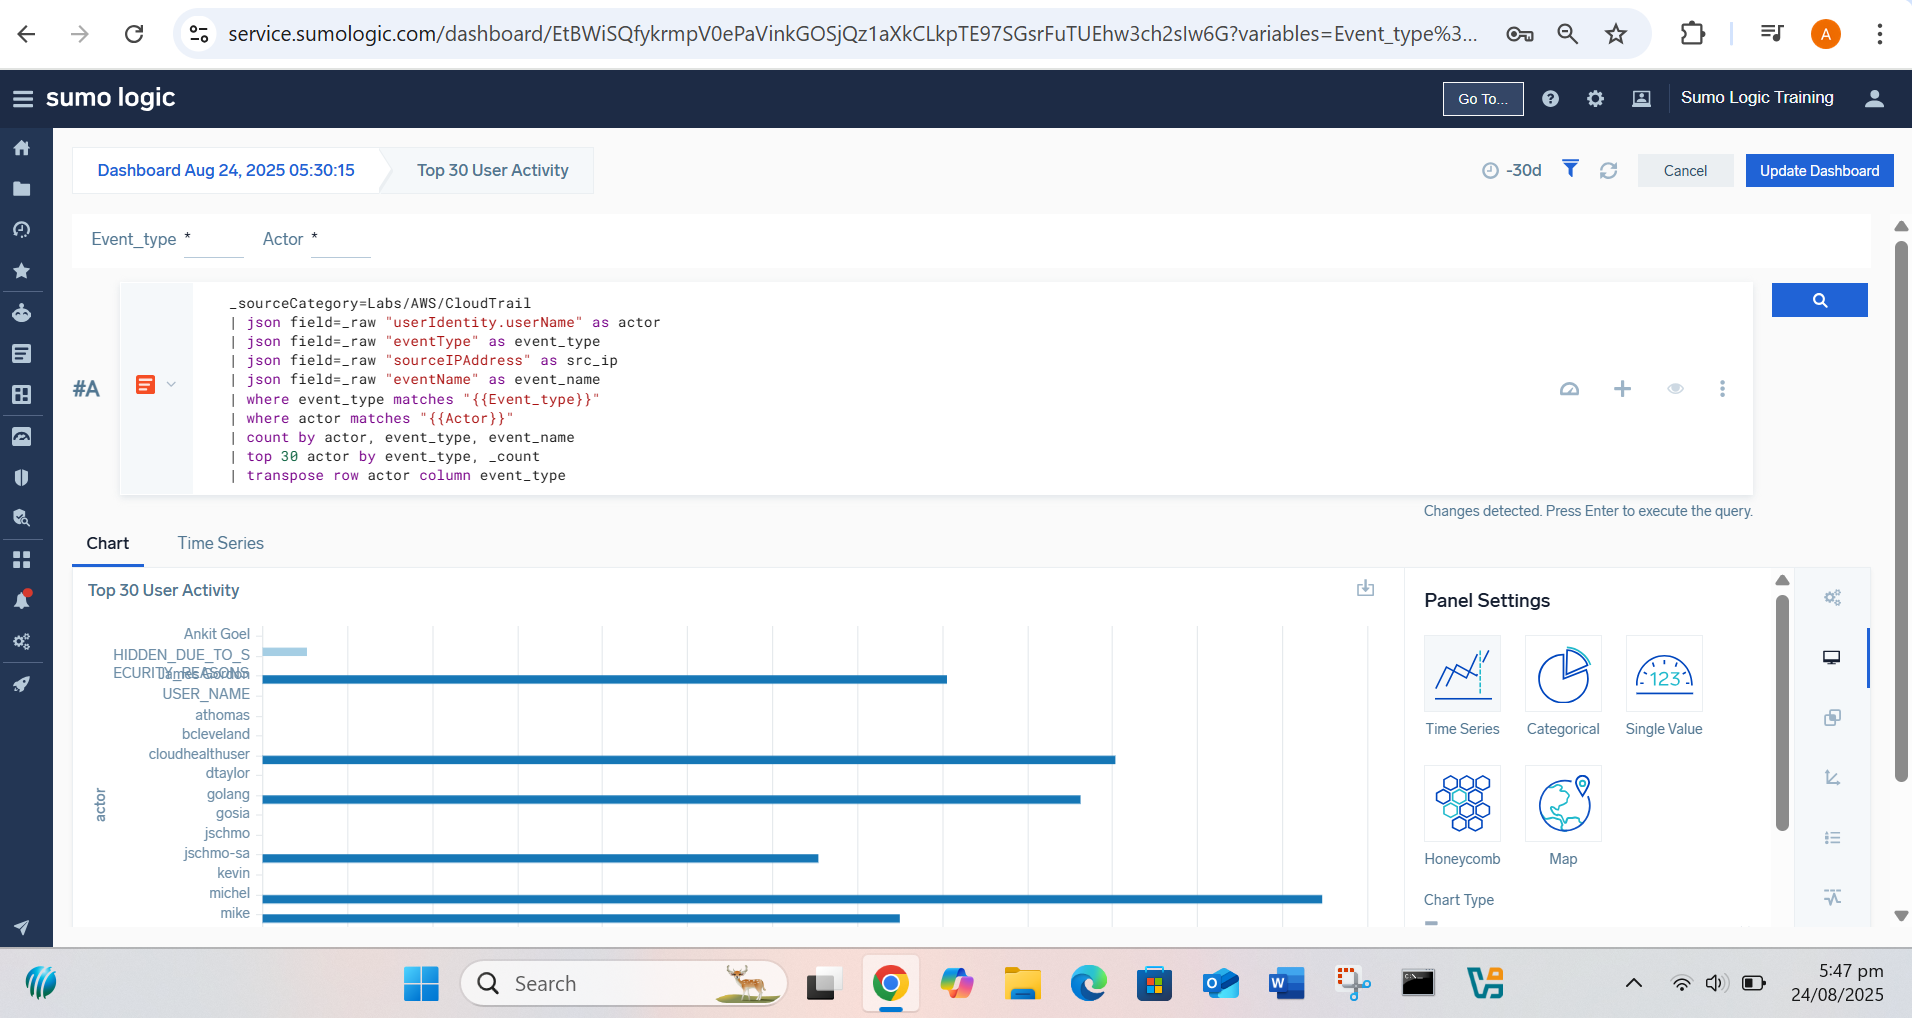 service.sumologic.com/dashboard/EtBWiSQfykrmpV0ePaVinkGOSjQz1aXkCLkpTE97SGsrFuTUEhw3ch2sIw6G?variables=Event_type%3...
A
sumo logic
Go To...
Sumo Logic Training
Dashboard Aug 24, 2025 05:30:15
Top 30 User Activity
-30d
Cancel
Update Dashboard
Event_type *
Actor *
#A
_sourceCategory=Labs/AWS/CloudTrail
| json field=_raw "userIdentity.userName" as actor
| json field=_raw "eventType" as event_type
| json field=_raw "sourceIPAddress" as src_ip
| json field=_raw "eventName" as event_name
| where event_type matches "{{Event_type}}"
| where actor matches "{{Actor}}"
| count by actor, event_type, event_name
| top 30 actor by event_type, _count
| transpose row actor column event_type
Changes detected. Press Enter to execute the query.
Chart
Time Series
Top 30 User Activity
actor
Ankit Goel
HIDDEN_DUE_TO_S
ECURITY_REASONS
James Gordon
USER_NAME
athomas
bcleveland
cloudhealthuser
dtaylor
golang
gosia
jschmo
jschmo-sa
kevin
michel
mike
Panel Settings
Time Series
Categorical
123
Single Value
Honeycomb
Map
Chart Type
Search
5:47 pm
24/08/2025